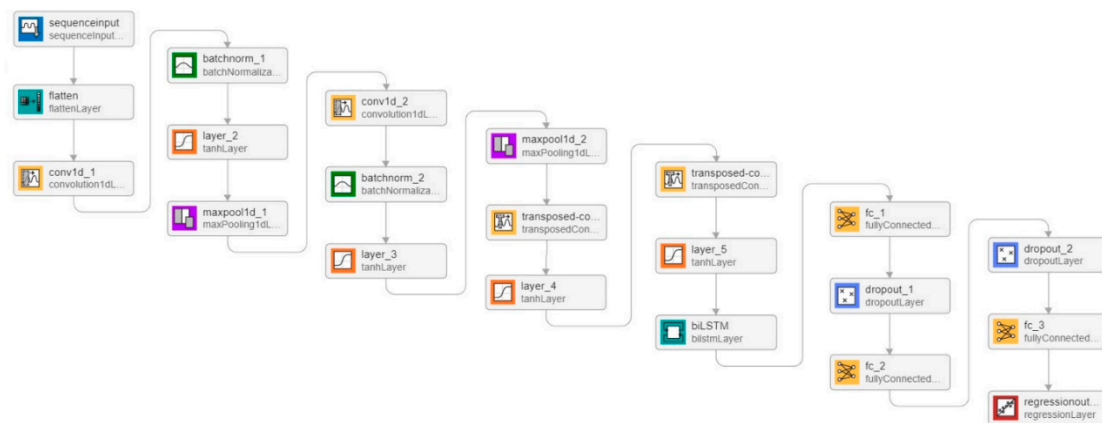 sequenceinput
sequenceInput...
flatten
flattenLayer
conv1d_1
convolution1dL...
batchnorm_1
batchNormaliza...
layer_2
tanhLayer
maxpool1d_1
maxPooling1dL...
conv1d_2
convolution1dL...
batchnorm_2
batchNormaliza...
layer_3
tanhLayer
maxpool1d_2
maxPooling1dL...
transposed-co...
transposedCon...
layer_4
tanhLayer
transposed-co...
transposedCon...
layer_5
tanhLayer
biLSTM
bilstmLayer
fc_1
fullyConnected...
dropout_1
dropoutLayer
fc_2
fullyConnected...
dropout_2
dropoutLayer
fc_3
fullyConnected...
regressionout...
regressionLayer